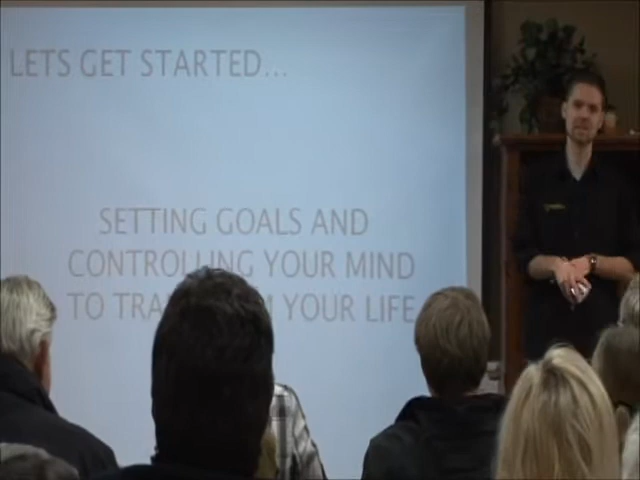 LETS GET STARTED...
SETTING GOALS AND
CONTROLLING YOUR MIND
TO YOUR LIFE